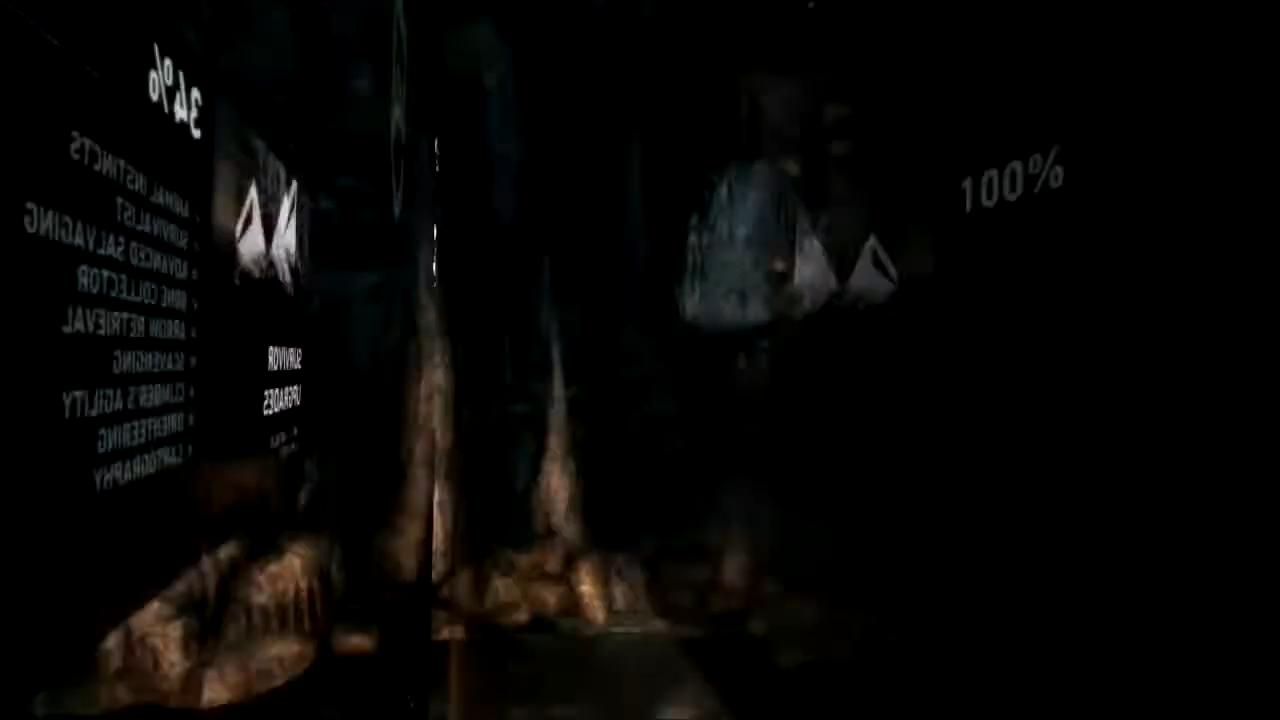 34%
ANIMAL INSTINCTS
SURVIVALIST
ADVANCED SALVAGING
BONE COLLECTOR
ARROW RETRIEVAL
SCAVENGING
CLIMBER'S AGILITY
ORIENTEERING
CARTOGRAPHY
SURVIVOR
UPGRADES
100%